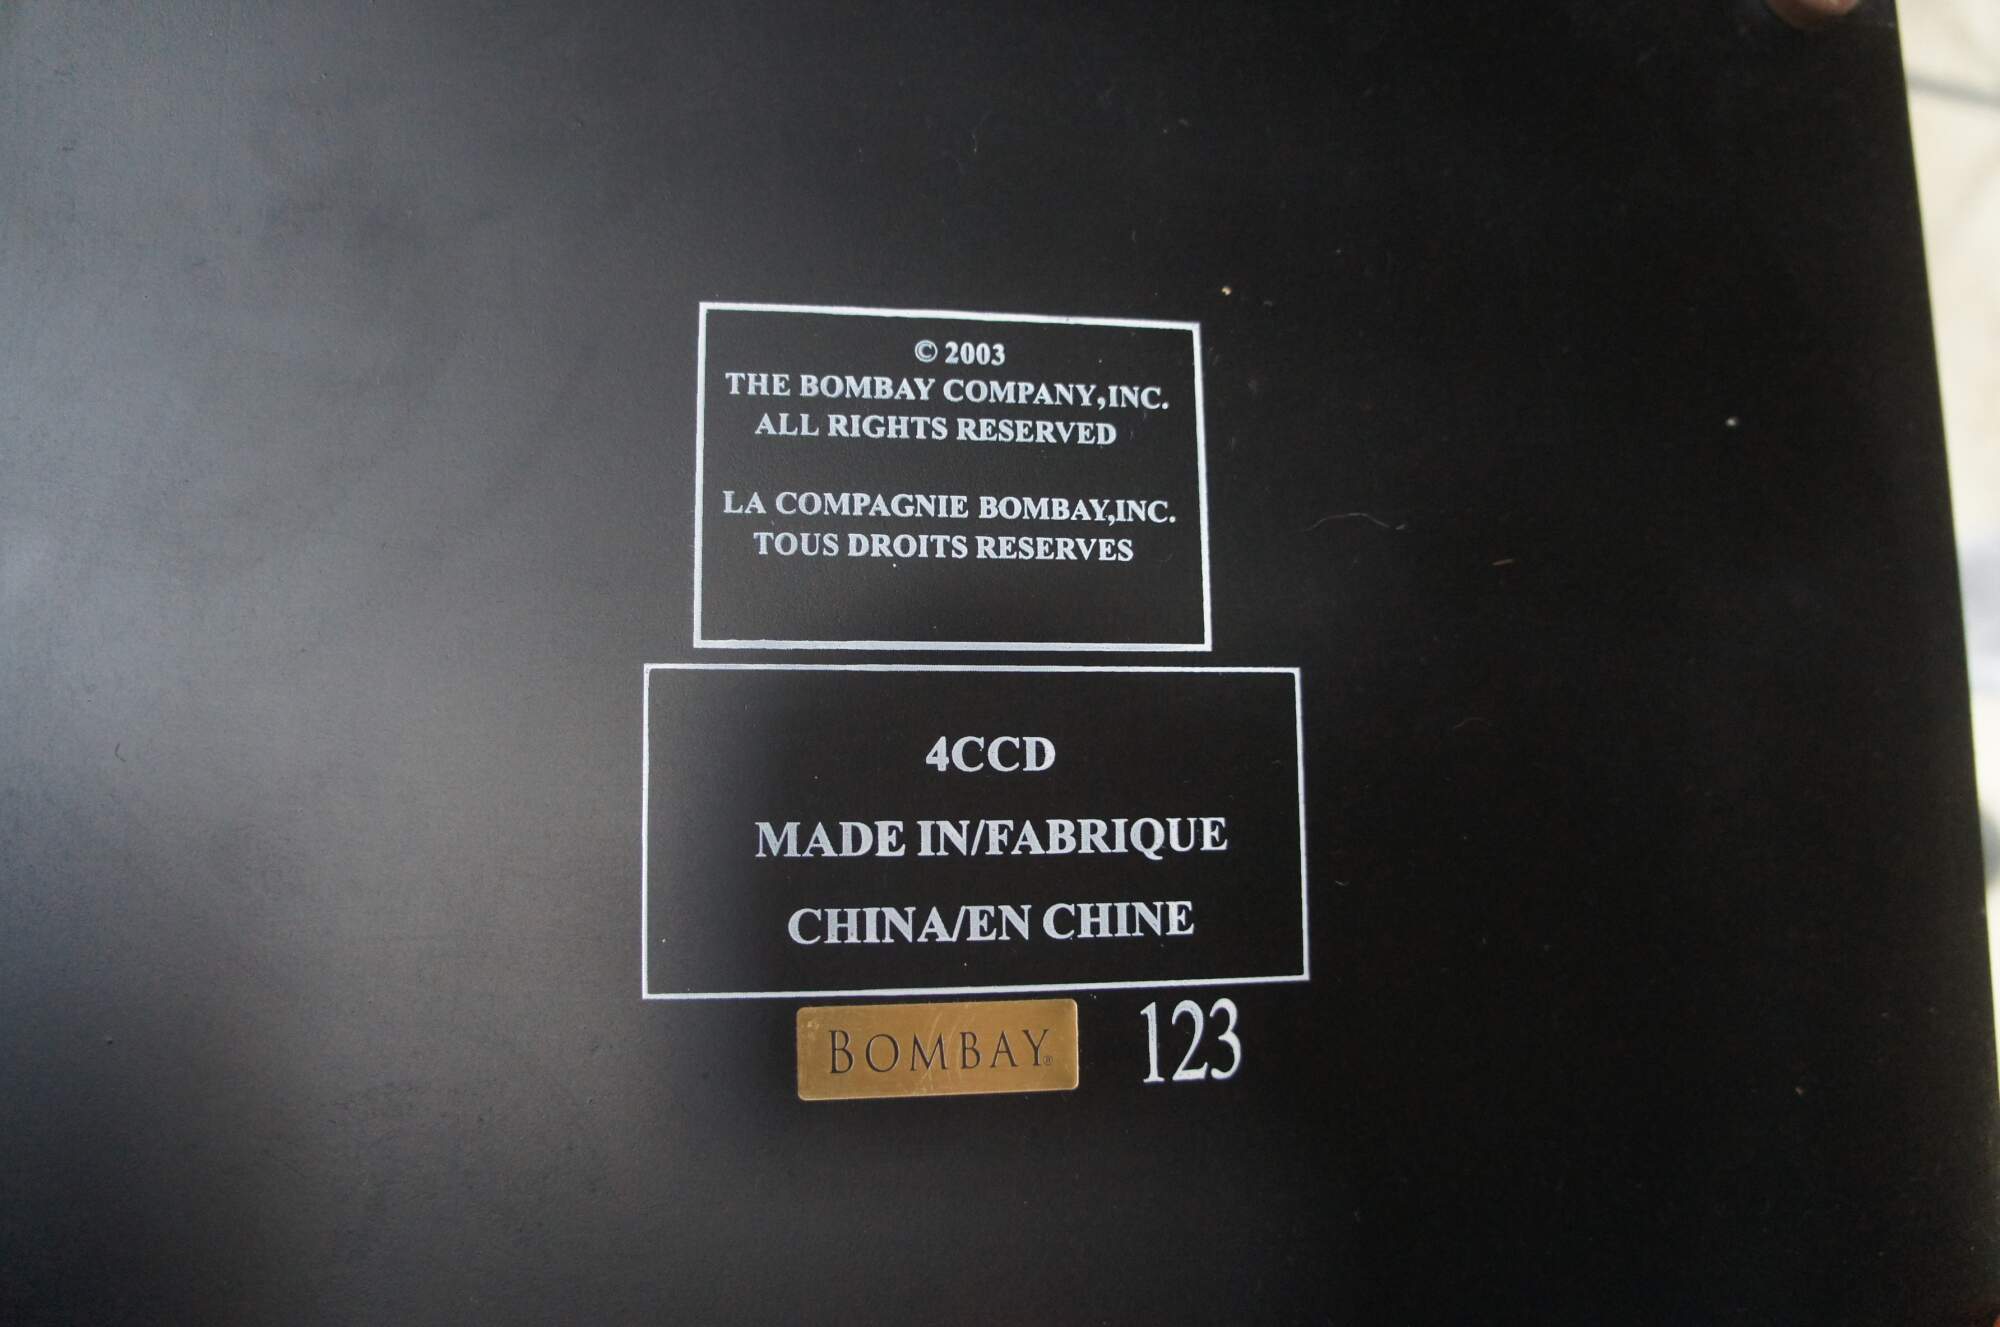 © 2003
THE BOMBAY COMPANY,INC.
ALL RIGHTS RESERVED
LA COMPAGNIE BOMBAY,INC.
TOUS DROITS RESERVES
4CCD
MADE IN/FABRIQUE
CHINA/EN CHINE
BOMBAY® 123